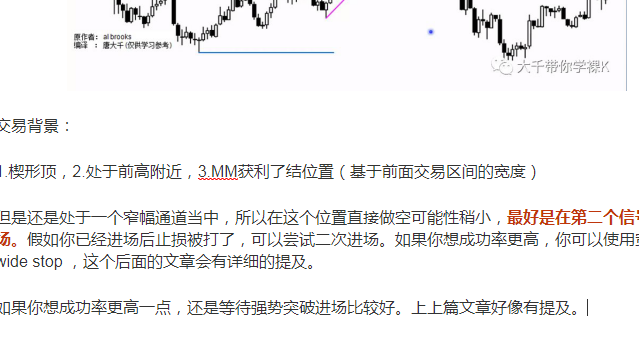 原作者: al brooks
编译 : 唐大千 (仅供学习参考)
大千带你学裸K
交易背景：
1.楔形顶，2.处于前高附近，3.MM获利了结位置（基于前面交易区间的宽度）
但是还是处于一个窄幅通道当中，所以在这个位置直接做空可能性稍小，最好是在第二个信号
场。假如你已经进场后止损被打了，可以尝试二次进场。如果你想成功率更高，你可以使用
wide stop ，这个后面的文章会有详细的提及。
如果你想成功率更高一点，还是等待强势突破进场比较好。上上篇文章好像有提及。